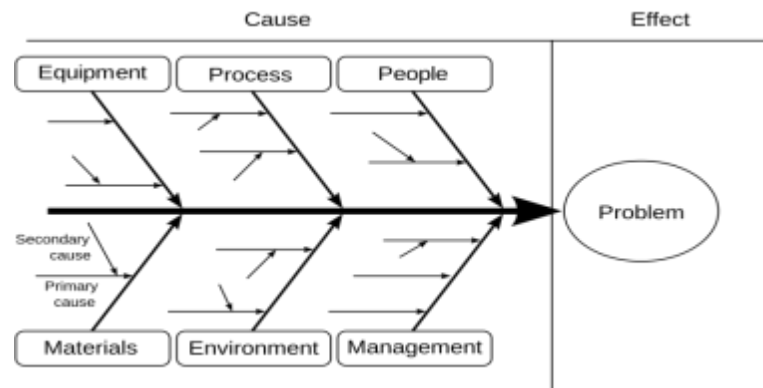 Cause
Effect
Equipment
Process
People
Problem
Secondary
cause
Primary
cause
Materials
Environment
Management